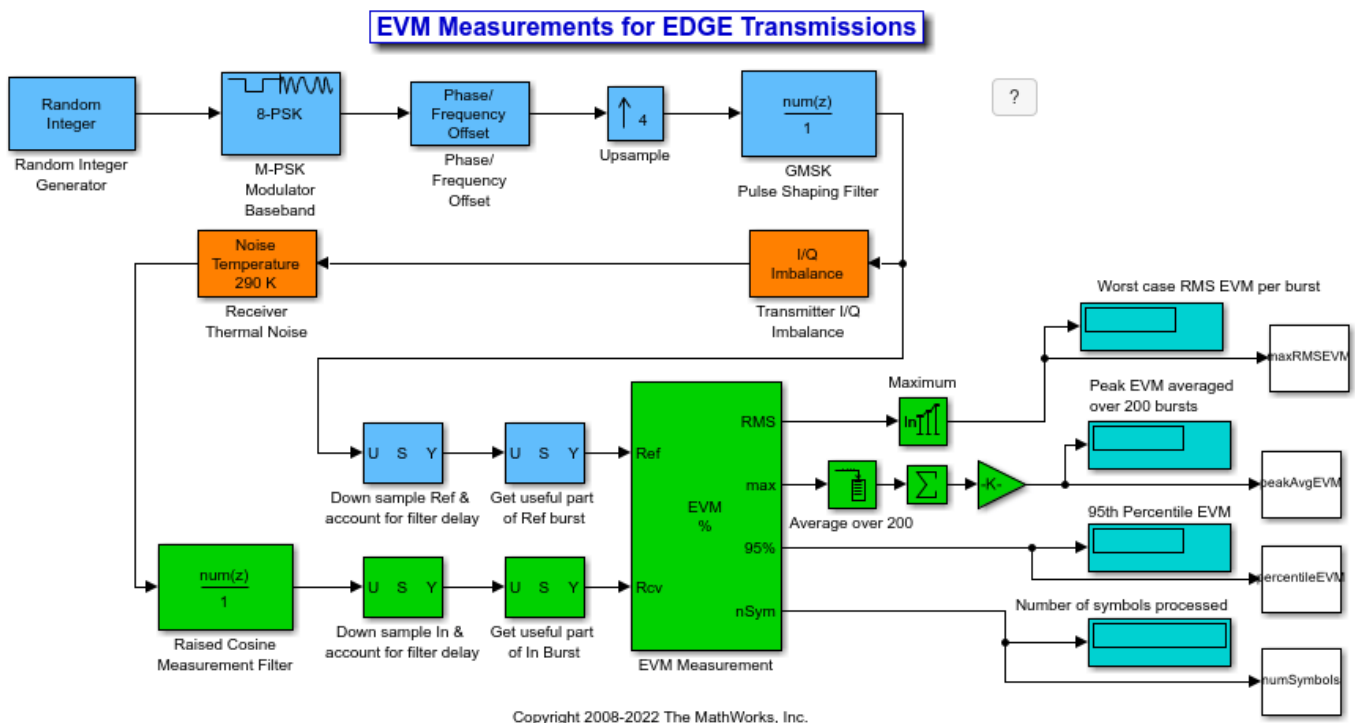 EVM Measurements for EDGE Transmissions
Random
Integer
Random Integer
Generator
8-PSK
M-PSK
Modulator
Baseband
Phase/
Frequency
Offset
Phase/
Frequency
Offset
4
Upsample
num(z)
1
GMSK
Pulse Shaping Filter
?
Noise
Temperature
290 K
Receiver
Thermal Noise
I/Q
Imbalance
Transmitter I/Q
Imbalance
Worst case RMS EVM per burst
maxRMSEVM
Maximum
In
Peak EVM averaged
over 200 bursts
peakAvgEVM
U S Y
Down sample Ref &
account for filter delay
U S Y
Get useful part
of Ref burst
Ref
Rcv
EVM
%
RMS
max
95%
nSym
EVM Measurement
Average over 200
Σ
-K-
95th Percentile EVM
percentileEVM
Number of symbols processed
numSymbols
num(z)
1
Raised Cosine
Measurement Filter
U S Y
Down sample In &
account for filter delay
U S Y
Get useful part
of In Burst
Copyright 2008-2022 The MathWorks, Inc.